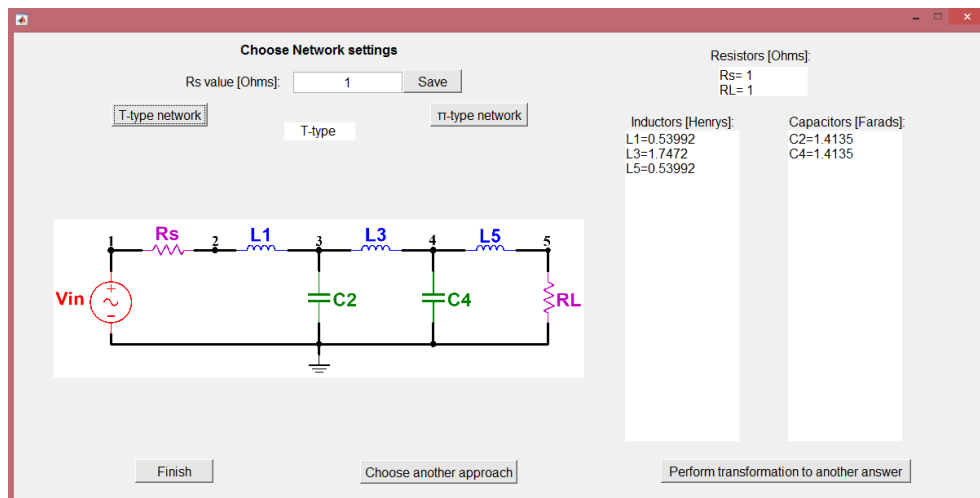 Choose Network settings
Rs value [Ohms]: 1 Save
T-type network
π-type network
T-type
Resistors [Ohms]:
Rs= 1
RL= 1
Inductors [Henrys]:
L1=0.53992
L3=1.7472
L5=0.53992
Capacitors [Farads]:
C2=1.4135
C4=1.4135
1 Rs 2 L1 3 L3 4 L5 5
Vin + C2 C4 RL
Finish
Choose another approach
Perform transformation to another answer